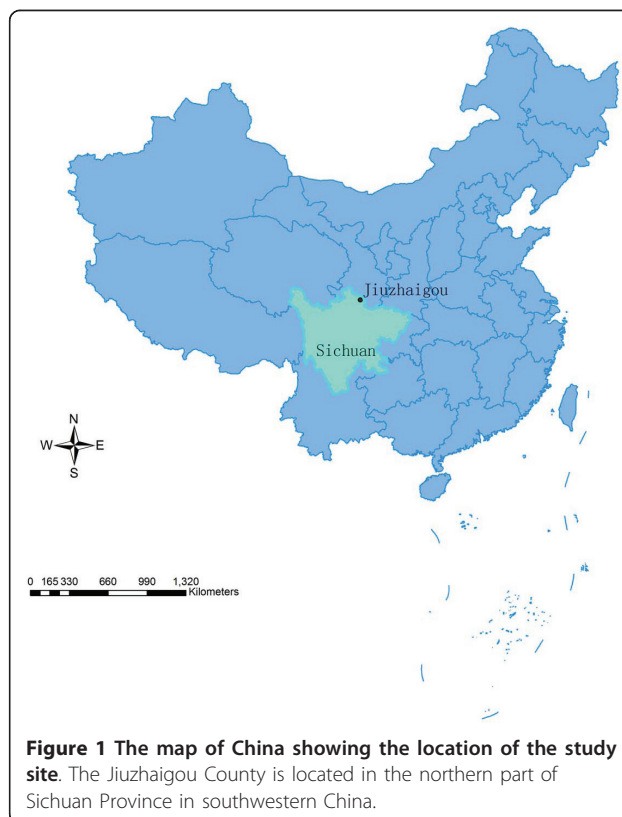 Jiuzhaigou
Sichuan
N
W E
S
0 165 330 660 990 1,320
Kilometers
Figure 1 The map of China showing the location of the study
site. The Jiuzhaigou County is located in the northern part of
Sichuan Province in southwestern China.